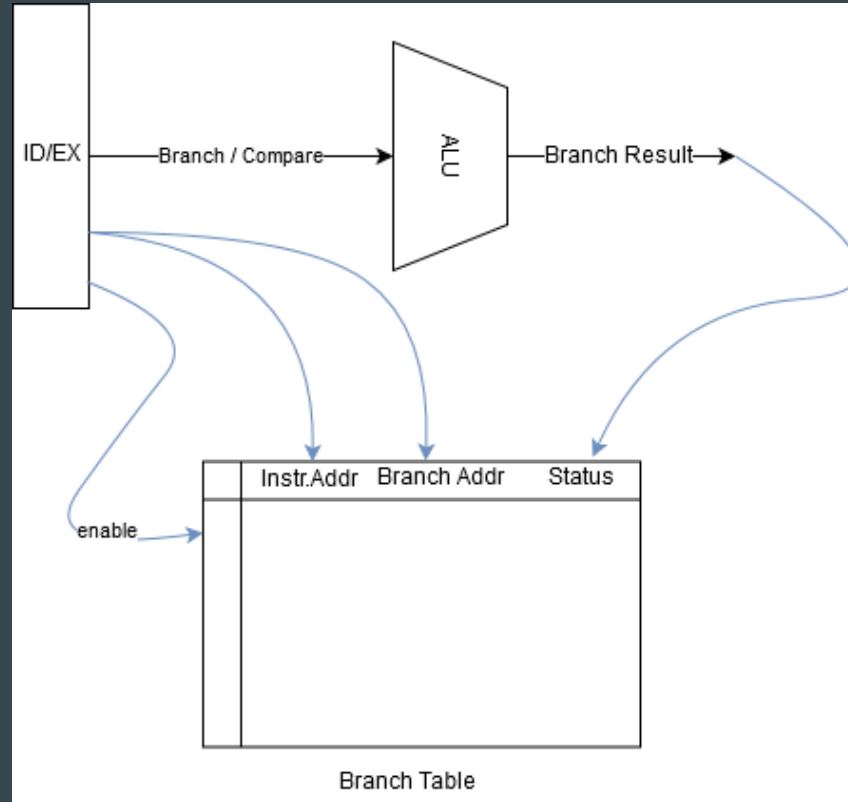 ID/EX
Branch / Compare
ALU
Branch Result
Instr.Addr
Branch Addr
Status
enable
Branch Table